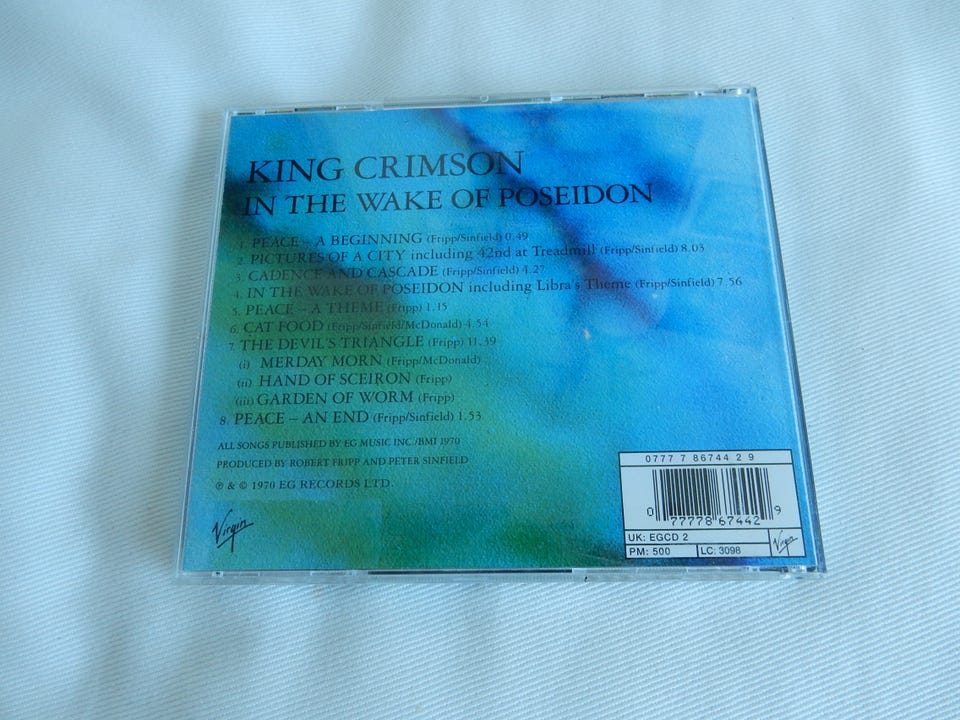 KING CRIMSON
IN THE WAKE OF POSEIDON
1. PEACE – A BEGINNING (Fripp/Sinfield) 0.49
2. PICTURES OF A CITY including 42nd at Treadmill (Fripp/Sinfield) 8.03
3. CADENCE AND CASCADE (Fripp/Sinfield) 4.27
4. IN THE WAKE OF POSEIDON including Libra's Theme (Fripp/Sinfield) 7.56
5. PEACE – A THEME (Fripp) 1.15
6. CAT FOOD (Fripp/Sinfield/McDonald) 4.54
7. THE DEVIL'S TRIANGLE (Fripp) 11.39
(i) MERDAY MORN (Fripp/McDonald)
(ii) HAND OF SCEIRON (Fripp)
(iii) GARDEN OF WORM (Fripp)
8. PEACE – AN END (Fripp/Sinfield) 1.53
ALL SONGS PUBLISHED BY EG MUSIC INC./BMI 1970
PRODUCED BY ROBERT FRIPP AND PETER SINFIELD
℗ & © 1970 EG RECORDS LTD
Virgin
0777 7 86744 2 9
0 77778 67442 9
UK: EGCD 2
PM: 500 LC: 3098
Virgin